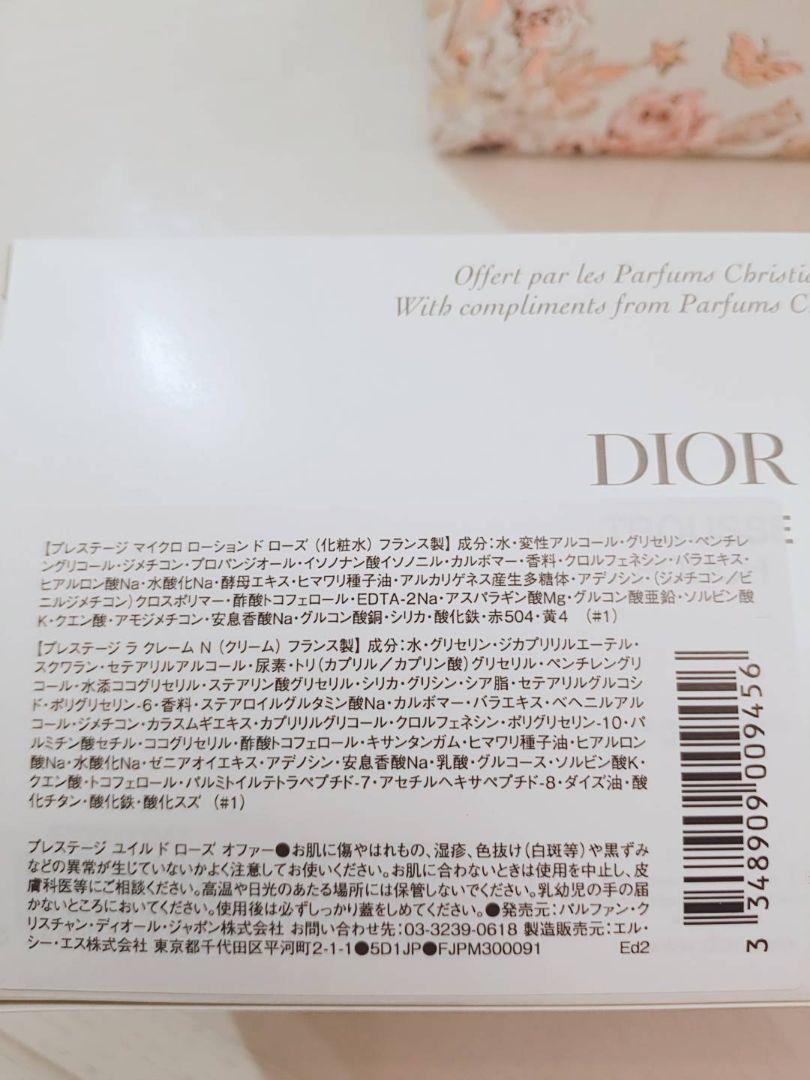 Offert par les Parfums Christia
With compliments from Parfums C
DIOR
【プレステージ マイクロ ローション ド ローズ (化粧水) フランス製】 成分:水・変性アルコール・グリセリン・ペンチレ
ングリコール・ジメチコン・プロパンジオール・イソノナン酸イソノニル・カルボマー・香料・クロルフェネシン・バラエキス・
ヒアルロン酸Na・水酸化Na・酵母エキス・ヒマワリ種子油・アルカリゲネス産生多糖体・アデノシン・(ジメチコン/ビ
ニルジメチコン)クロスポリマー・酢酸トコフェロール・EDTA-2Na・アスパラギン酸Mg・グルコン酸亜鉛・ソルビン酸
K・クエン酸・アモジメチコン・安息香酸Na・グルコン酸銅・シリカ・酸化鉄・赤504・黄4 (#1)
【プレステージ ラ クレーム N (クリーム) フランス製】 成分:水・グリセリン・ジカプリリルエーテル・
スクワラン・セテアリルアルコール・尿素・トリ(カプリル/カプリン酸)グリセリル・ペンチレングリ
コール・水添ココグリセリル・ステアリン酸グリセリル・シリカ・グリシン・シア脂・セテアリルグルコシ
ド・ポリグリセリン-6・香料・ステアロイルグルタミン酸Na・カルボマー・バラエキス・ベヘニルアル
コール・ジメチコン・カラスムギエキス・カプリリルグリコール・クロルフェネシン・ポリグリセリン-10・パ
ルミチン酸セチル・ココグリセリル・酢酸トコフェロール・キサンタンガム・ヒマワリ種子油・ヒアルロン
酸Na・水酸化Na・ゼニアオイエキス・アデノシン・安息香酸Na・乳酸・グルコース・ソルビン酸K・
クエン酸・トコフェロール・パルミトイルテトラペプチド-7・アセチルヘキサペプチド-8・ダイズ油・酸
化チタン・酸化鉄・酸化スズ (#1)
プレステージ ユイル ド ローズ オファー●お肌に傷やはれもの、湿疹、色抜け(白斑等)や黒ずみ
などの異常が生じていないかよく注意してお使いください。お肌に合わないときは使用を中止し、皮
膚科医等にご相談ください。高温や日光のあたる場所には保管しないでください。乳幼児の手の届
かないところにおいてください。使用後は必ずしっかり蓋をしめてください。●発売元:パルファン・ク
リスチャン・ディオール・ジャポン株式会社 お問い合わせ先:03-3239-0618 製造販売元:エル・
シー・エス株式会社 東京都千代田区平河町2-1-1●5D1JP●FJPM300091 Ed2
3 348909 009456